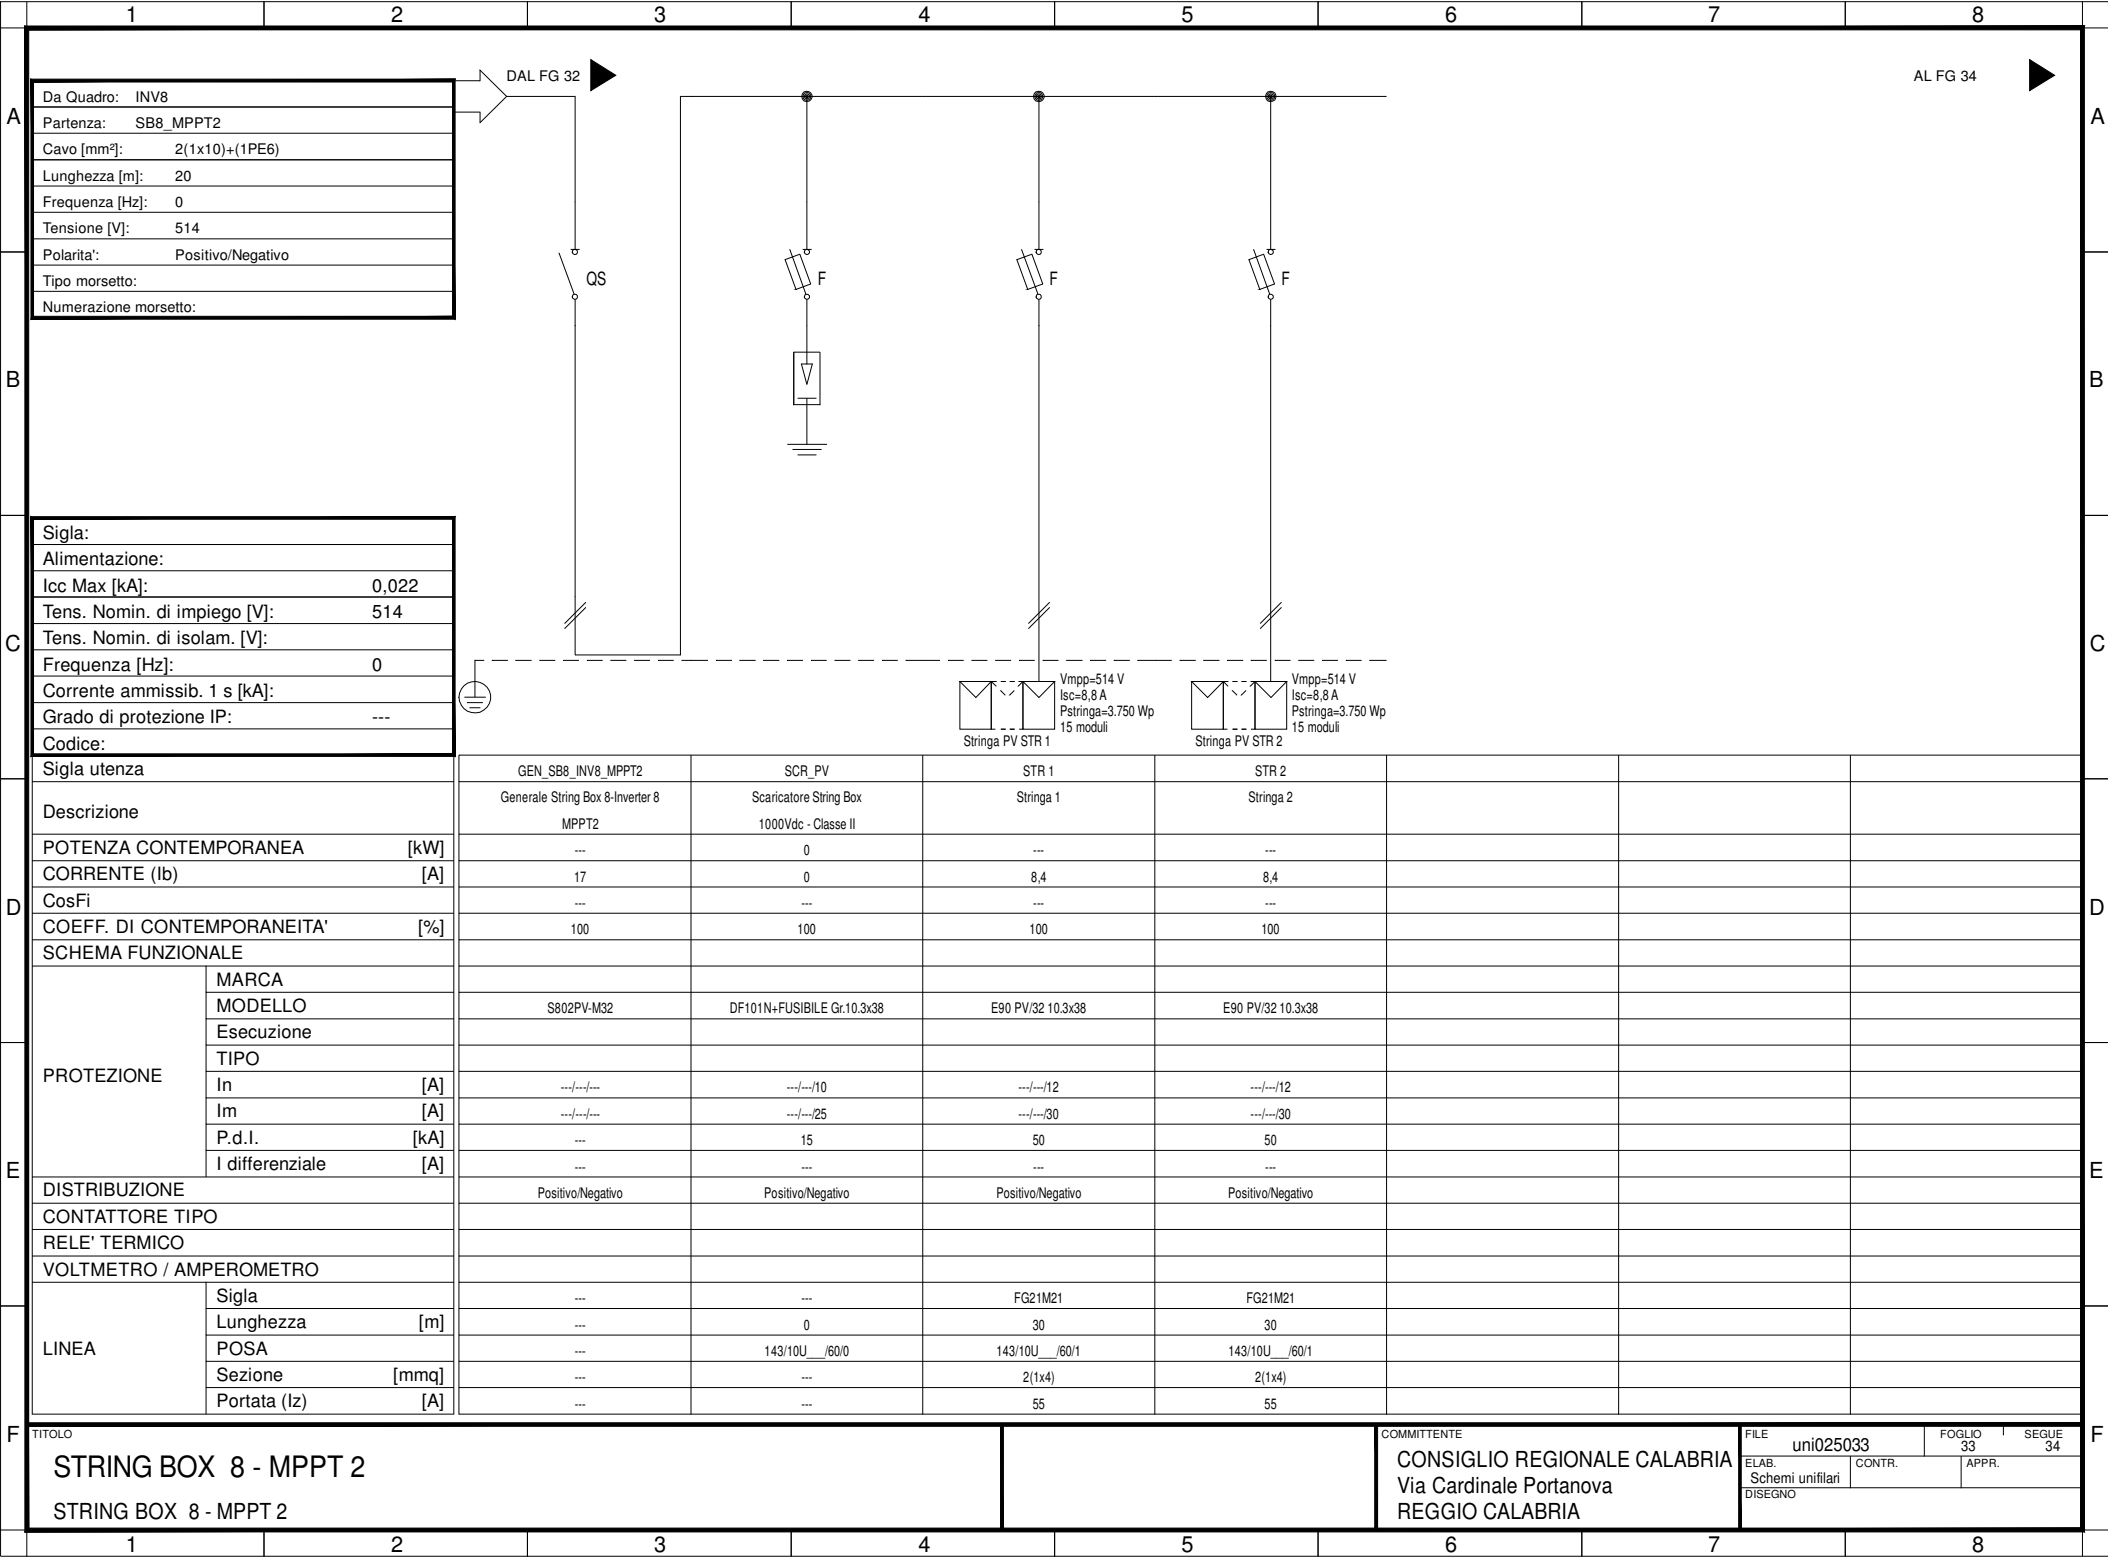 1 2 3 4 5 6 7 8
DAL FG 32
AL FG 34
A A
Da Quadro: INV8
Partenza: SB8_MPPT2
Cavo [mm²]: 2(1x10)+(1PE6)
Lunghezza [m]: 20
Frequenza [Hz]: 0
Tensione [V]: 514
Polarita': Positivo/Negativo
Tipo morsetto:
Numerazione morsetto:
QS F F F
B B
Sigla:
Alimentazione:
Icc Max [kA]: 0,022
Tens. Nomin. di impiego [V]: 514
Tens. Nomin. di isolam. [V]:
Frequenza [Hz]: 0
Corrente ammissib. 1 s [kA]:
Grado di protezione IP: ---
Codice:
C C
Vmpp=514 V
Isc=8,8 A
Pstringa=3.750 Wp
15 moduli
Stringa PV STR 1
Vmpp=514 V
Isc=8,8 A
Pstringa=3.750 Wp
15 moduli
Stringa PV STR 2
Sigla utenza GEN_SB8_INV8_MPPT2 SCR_PV STR 1 STR 2
Descrizione Generale String Box 8-Inverter 8 Scaricatore String Box Stringa 1 Stringa 2
MPPT2 1000Vdc - Classe II
POTENZA CONTEMPORANEA [kW] --- 0 --- ---
CORRENTE (Ib) [A] 17 0 8,4 8,4
D D
CosFi --- --- --- ---
COEFF. DI CONTEMPORANEITA' [%] 100 100 100 100
SCHEMA FUNZIONALE
PROTEZIONE
MARCA
MODELLO S802PV-M32 DF101N+FUSIBILE Gr.10.3x38 E90 PV/32 10.3x38 E90 PV/32 10.3x38
Esecuzione
TIPO
In [A] ---/---/--- ---/---/10 ---/---/12 ---/---/12
Im [A] ---/---/--- ---/---/25 ---/---/30 ---/---/30
P.d.I. [kA] --- 15 50 50
I differenziale [A] --- --- --- ---
E E
DISTRIBUZIONE Positivo/Negativo Positivo/Negativo Positivo/Negativo Positivo/Negativo
CONTATTORE TIPO
RELE' TERMICO
VOLTMETRO / AMPEROMETRO
LINEA
Sigla --- --- FG21M21 FG21M21
Lunghezza [m] --- 0 30 30
POSA --- 143/10U___/60/0 143/10U___/60/1 143/10U___/60/1
Sezione [mmq] --- --- 2(1x4) 2(1x4)
Portata (Iz) [A] --- --- 55 55
F F
TITOLO
STRING BOX 8 - MPPT 2
STRING BOX 8 - MPPT 2
COMMITTENTE
CONSIGLIO REGIONALE CALABRIA
Via Cardinale Portanova
REGGIO CALABRIA
FILE uni025033
FOGLIO 33
SEGUE 34
ELAB. Schemi unifilari
CONTR.
APPR.
DISEGNO
1 2 3 4 5 6 7 8